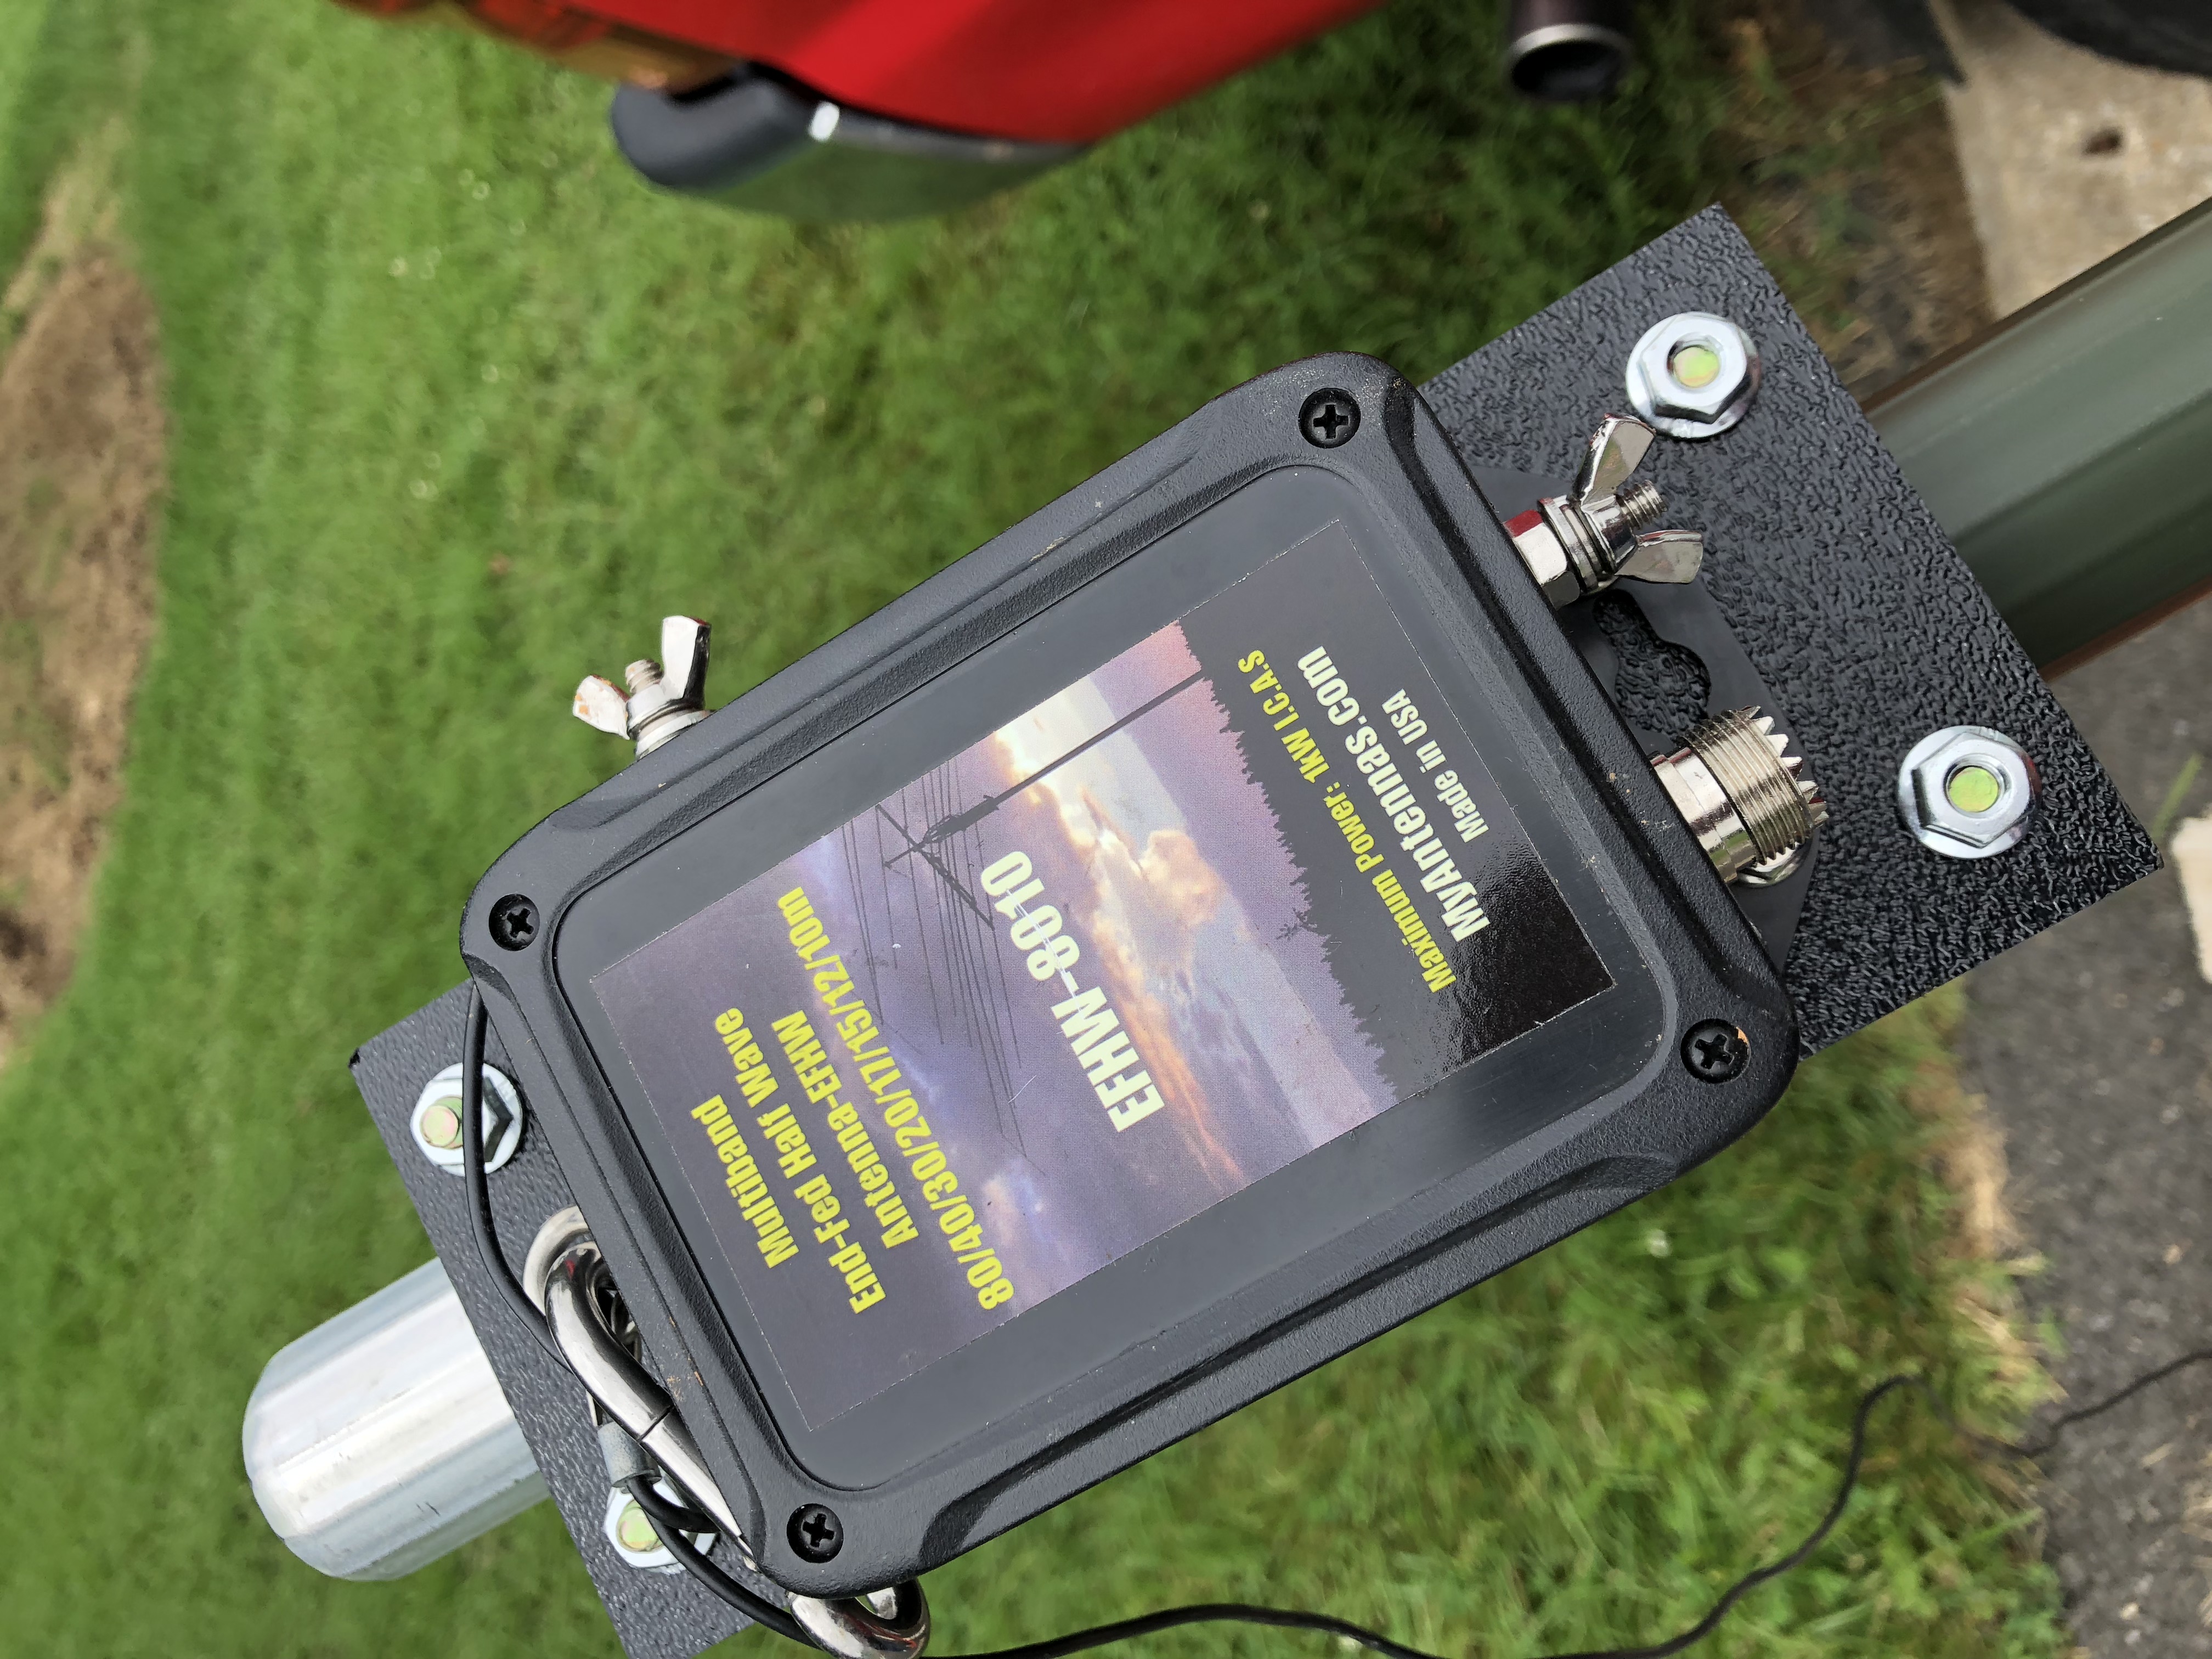 Multiband
End-Fed Half Wave
Antenna-EFHW
80/40/30/20/17/15/12/10m
EFHW-8010
Maximum Power: 1kW I.C.A.S
MyAntennas.com
Made in USA